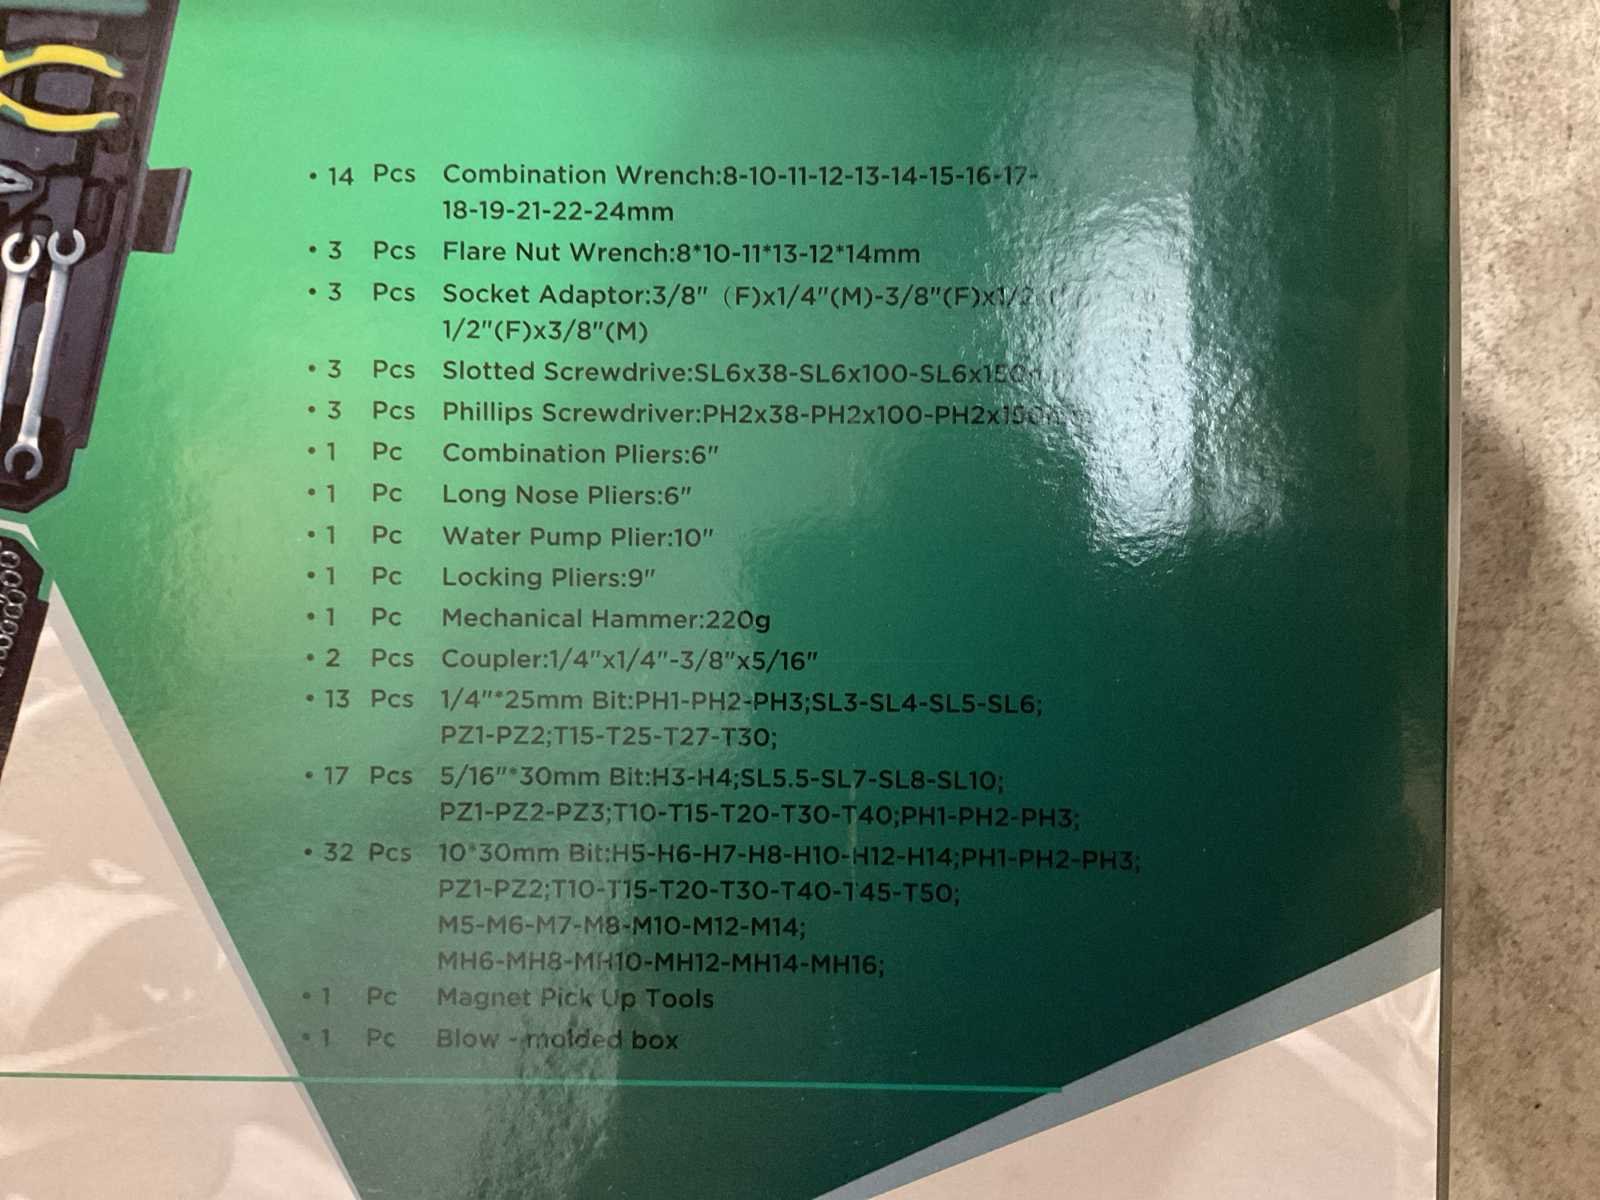 • 14 Pcs Combination Wrench:8-10-11-12-13-14-15-16-17-
18-19-21-22-24mm
• 3 Pcs Flare Nut Wrench:8*10-11*13-12*14mm
• 3 Pcs Socket Adaptor:3/8" (F)x1/4"(M)-3/8"(F)x1/2
1/2"(F)x3/8"(M)
• 3 Pcs Slotted Screwdrive:SL6x38-SL6x100-SL6x150
• 3 Pcs Phillips Screwdriver:PH2x38-PH2x100-PH2x150
• 1 Pc Combination Pliers:6"
• 1 Pc Long Nose Pliers:6"
• 1 Pc Water Pump Plier:10"
• 1 Pc Locking Pliers:9"
• 1 Pc Mechanical Hammer:220g
• 2 Pcs Coupler:1/4"x1/4"-3/8"x5/16"
• 13 Pcs 1/4"*25mm Bit:PH1-PH2-PH3;SL3-SL4-SL5-SL6;
PZ1-PZ2;T15-T25-T27-T30;
• 17 Pcs 5/16"*30mm Bit:H3-H4;SL5.5-SL7-SL8-SL10;
PZ1-PZ2-PZ3;T10-T15-T20-T30-T40;PH1-PH2-PH3;
• 32 Pcs 10*30mm Bit:H5-H6-H7-H8-H10-H12-H14;PH1-PH2-PH3;
PZ1-PZ2;T10-T15-T20-T30-T40-T45-T50;
M5-M6-M7-M8-M10-M12-M14;
MH6-MH8-MH10-MH12-MH14-MH16;
• 1 Pc Magnet Pick Up Tools
• 1 Pc Blow - molded box